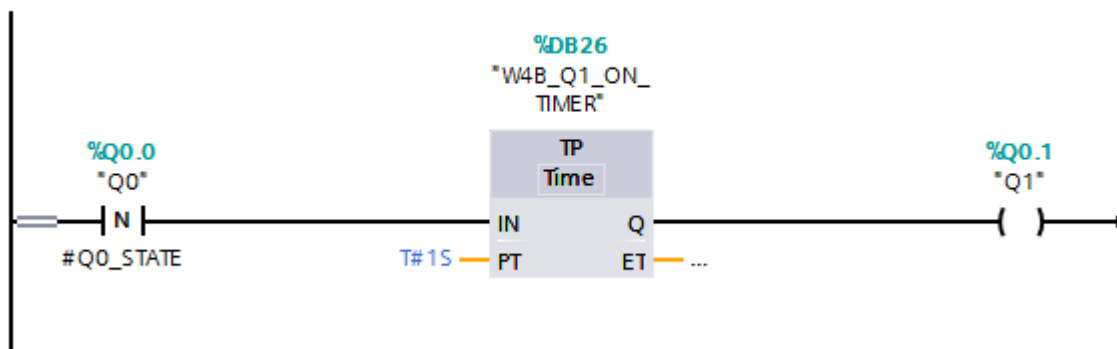 %DB26
"W4B_Q1_ON_
TIMER"
%Q0.0
"Q0"
TP
Time
%Q0.1
"Q1"
N
IN
Q
#Q0_STATE
T#1S
PT
ET
...